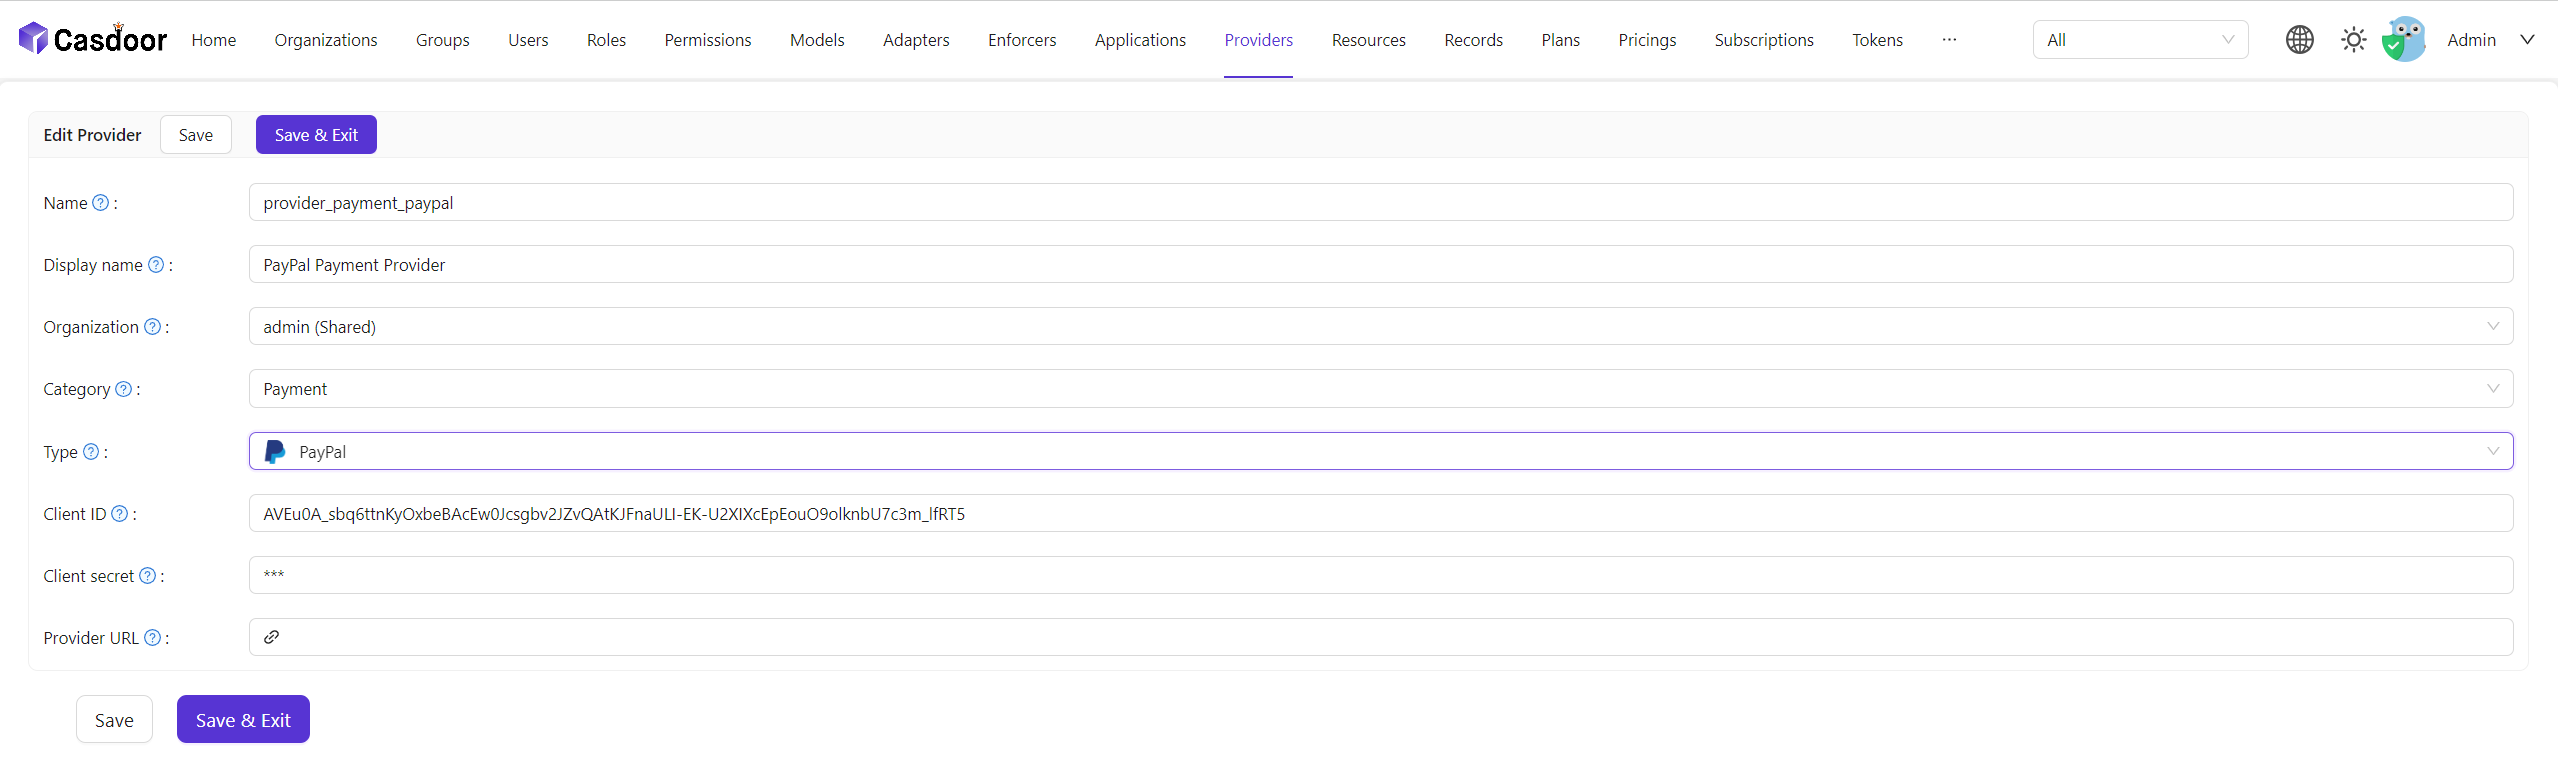 Casdoor Home Organizations Groups Users Roles Permissions Models Adapters Enforcers Applications Providers Resources Records Plans Pricings Subscriptions Tokens ··· All Admin
Edit Provider Save Save & Exit
Name ? : provider_payment_paypal
Display name ? : PayPal Payment Provider
Organization ? : admin (Shared)
Category ? : Payment
Type ? : PayPal
Client ID ? : AVEu0A_sbq6ttnKyOxbeBAcEw0Jcsgbv2JZvQAtKJFnaULI-EK-U2XIXcEpEouO9olknbU7c3m_lfRT5
Client secret ? : ***
Provider URL ? :
Save Save & Exit